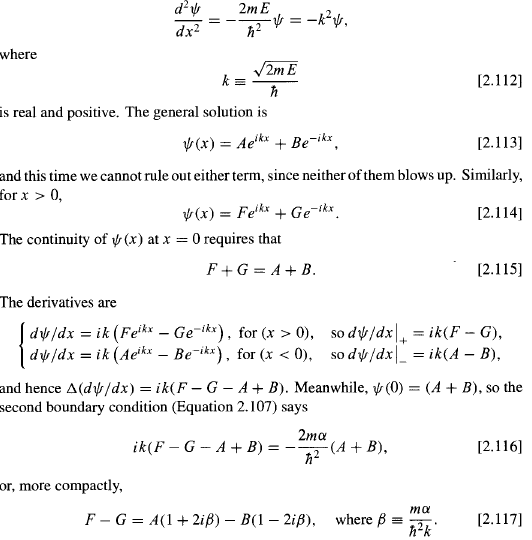 d²ψ/dx² = −(2mE/ħ²)ψ = −k²ψ,
where
k ≡ √(2mE)/ħ [2.112]
is real and positive. The general solution is
ψ(x) = Ae^{ikx} + Be^{−ikx}, [2.113]
and this time we cannot rule out either term, since neither of them blows up. Similarly,
for x > 0,
ψ(x) = Fe^{ikx} + Ge^{−ikx}. [2.114]
The continuity of ψ(x) at x = 0 requires that
F + G = A + B. [2.115]
The derivatives are
{ dψ/dx = ik (Fe^{ikx} − Ge^{−ikx}), for (x > 0), so dψ/dx|₊ = ik(F − G),
dψ/dx = ik (Ae^{ikx} − Be^{−ikx}), for (x < 0), so dψ/dx|₋ = ik(A − B),
and hence Δ(dψ/dx) = ik(F − G − A + B). Meanwhile, ψ(0) = (A + B), so the
second boundary condition (Equation 2.107) says
ik(F − G − A + B) = −(2mα/ħ²)(A + B), [2.116]
or, more compactly,
F − G = A(1 + 2iβ) − B(1 − 2iβ), where β ≡ mα/ħ²k. [2.117]